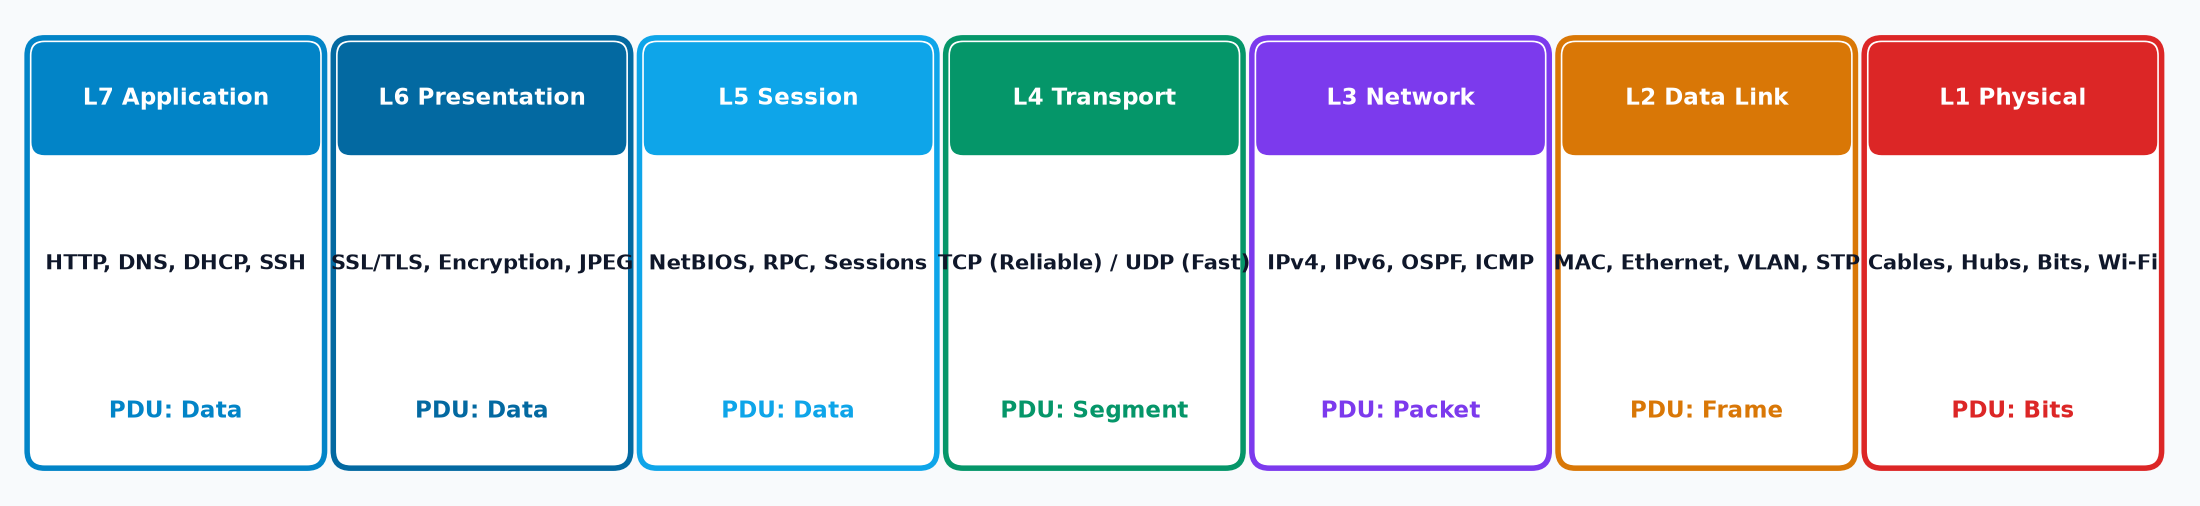 L7 Application
HTTP, DNS, DHCP, SSH
PDU: Data
L6 Presentation
SSL/TLS, Encryption, JPEG
PDU: Data
L5 Session
NetBIOS, RPC, Sessions
PDU: Data
L4 Transport
TCP (Reliable) / UDP (Fast)
PDU: Segment
L3 Network
IPv4, IPv6, OSPF, ICMP
PDU: Packet
L2 Data Link
MAC, Ethernet, VLAN, STP
PDU: Frame
L1 Physical
Cables, Hubs, Bits, Wi-Fi
PDU: Bits